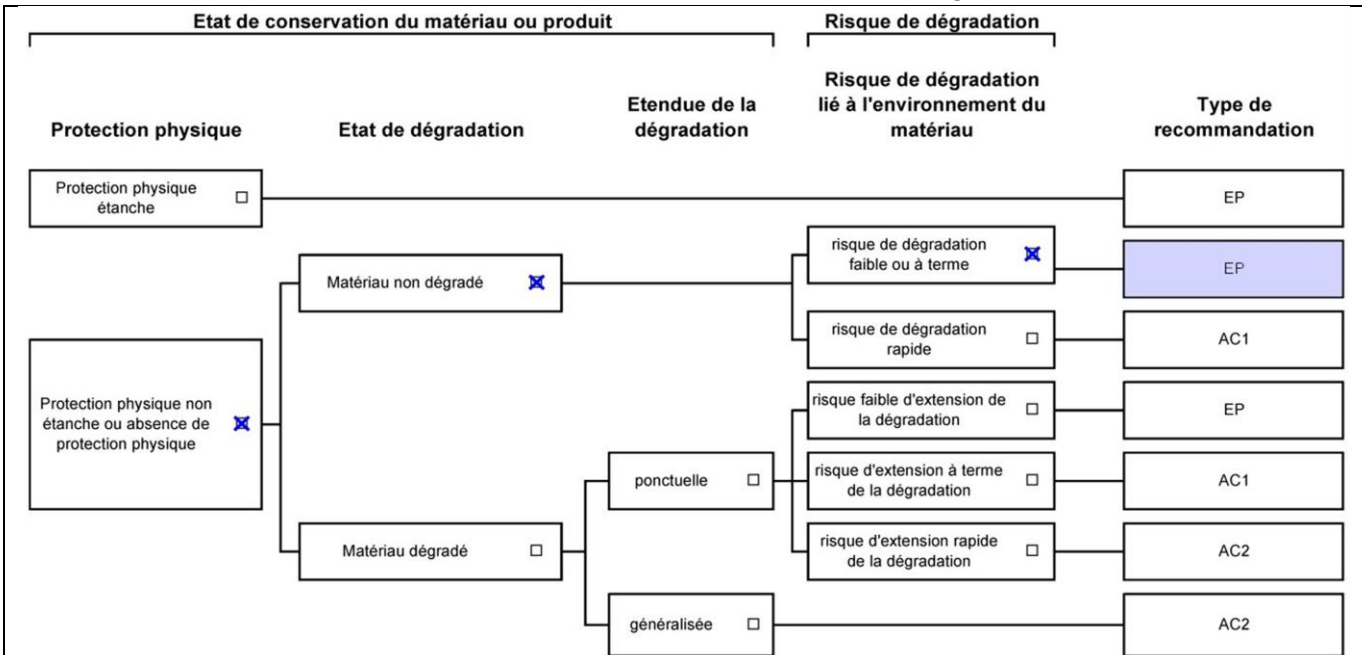 Etat de conservation du matériau ou produit
Risque de dégradation
Protection physique
Etat de dégradation
Etendue de la
dégradation
Risque de dégradation
lié à l'environnement du
matériau
Type de
recommandation
Protection physique
étanche
EP
risque de dégradation
faible ou à terme
EP
Matériau non dégradé
risque de dégradation
rapide
AC1
Protection physique non
étanche ou absence de
protection physique
risque faible d'extension de
la dégradation
EP
ponctuelle
risque d'extension à terme
de la dégradation
AC1
Matériau dégradé
risque d'extension rapide
de la dégradation
AC2
généralisée
AC2